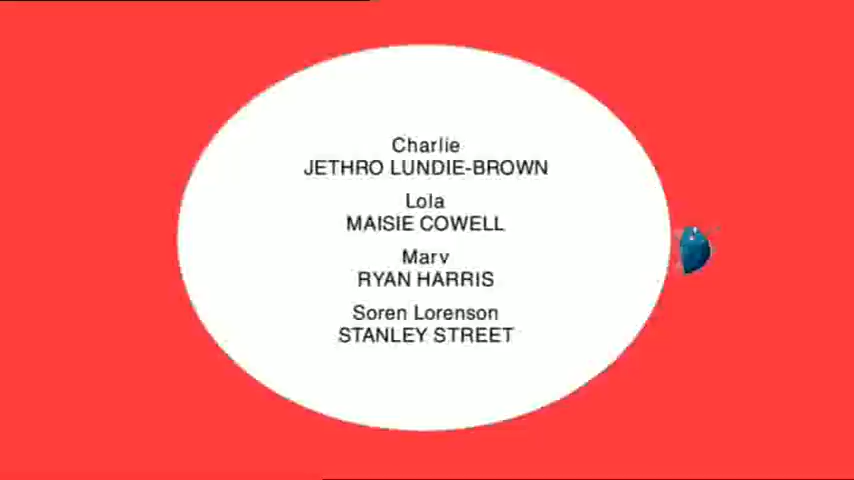 Charlie
JETHRO LUNDIE-BROWN
Lola
MAISIE COWELL
Marv
RYAN HARRIS
Soren Lorenson
STANLEY STREET